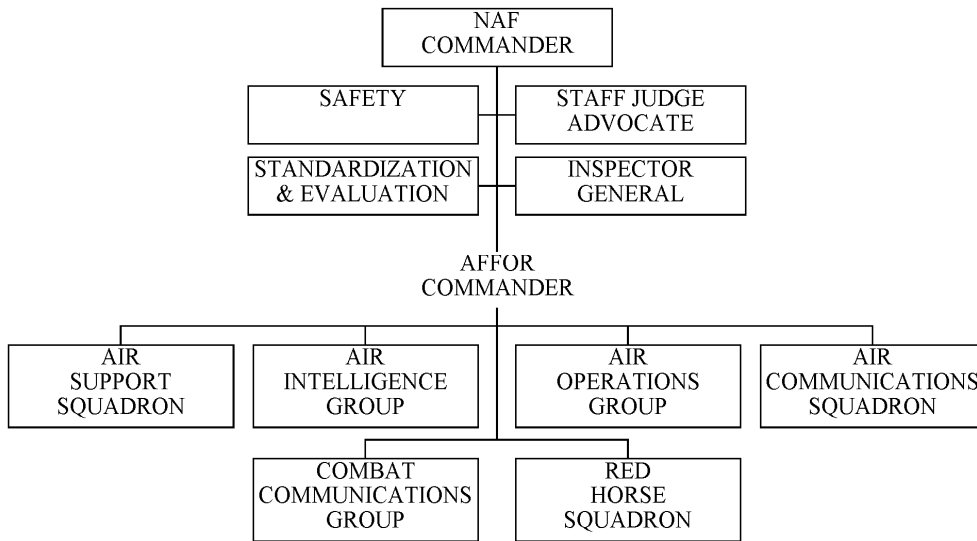 NAF
COMMANDER
SAFETY
STAFF JUDGE
ADVOCATE
STANDARDIZATION
& EVALUATION
INSPECTOR
GENERAL
AFFOR
COMMANDER
AIR
SUPPORT
SQUADRON
AIR
INTELLIGENCE
GROUP
AIR
OPERATIONS
GROUP
AIR
COMMUNICATIONS
SQUADRON
COMBAT
COMMUNICATIONS
GROUP
RED
HORSE
SQUADRON